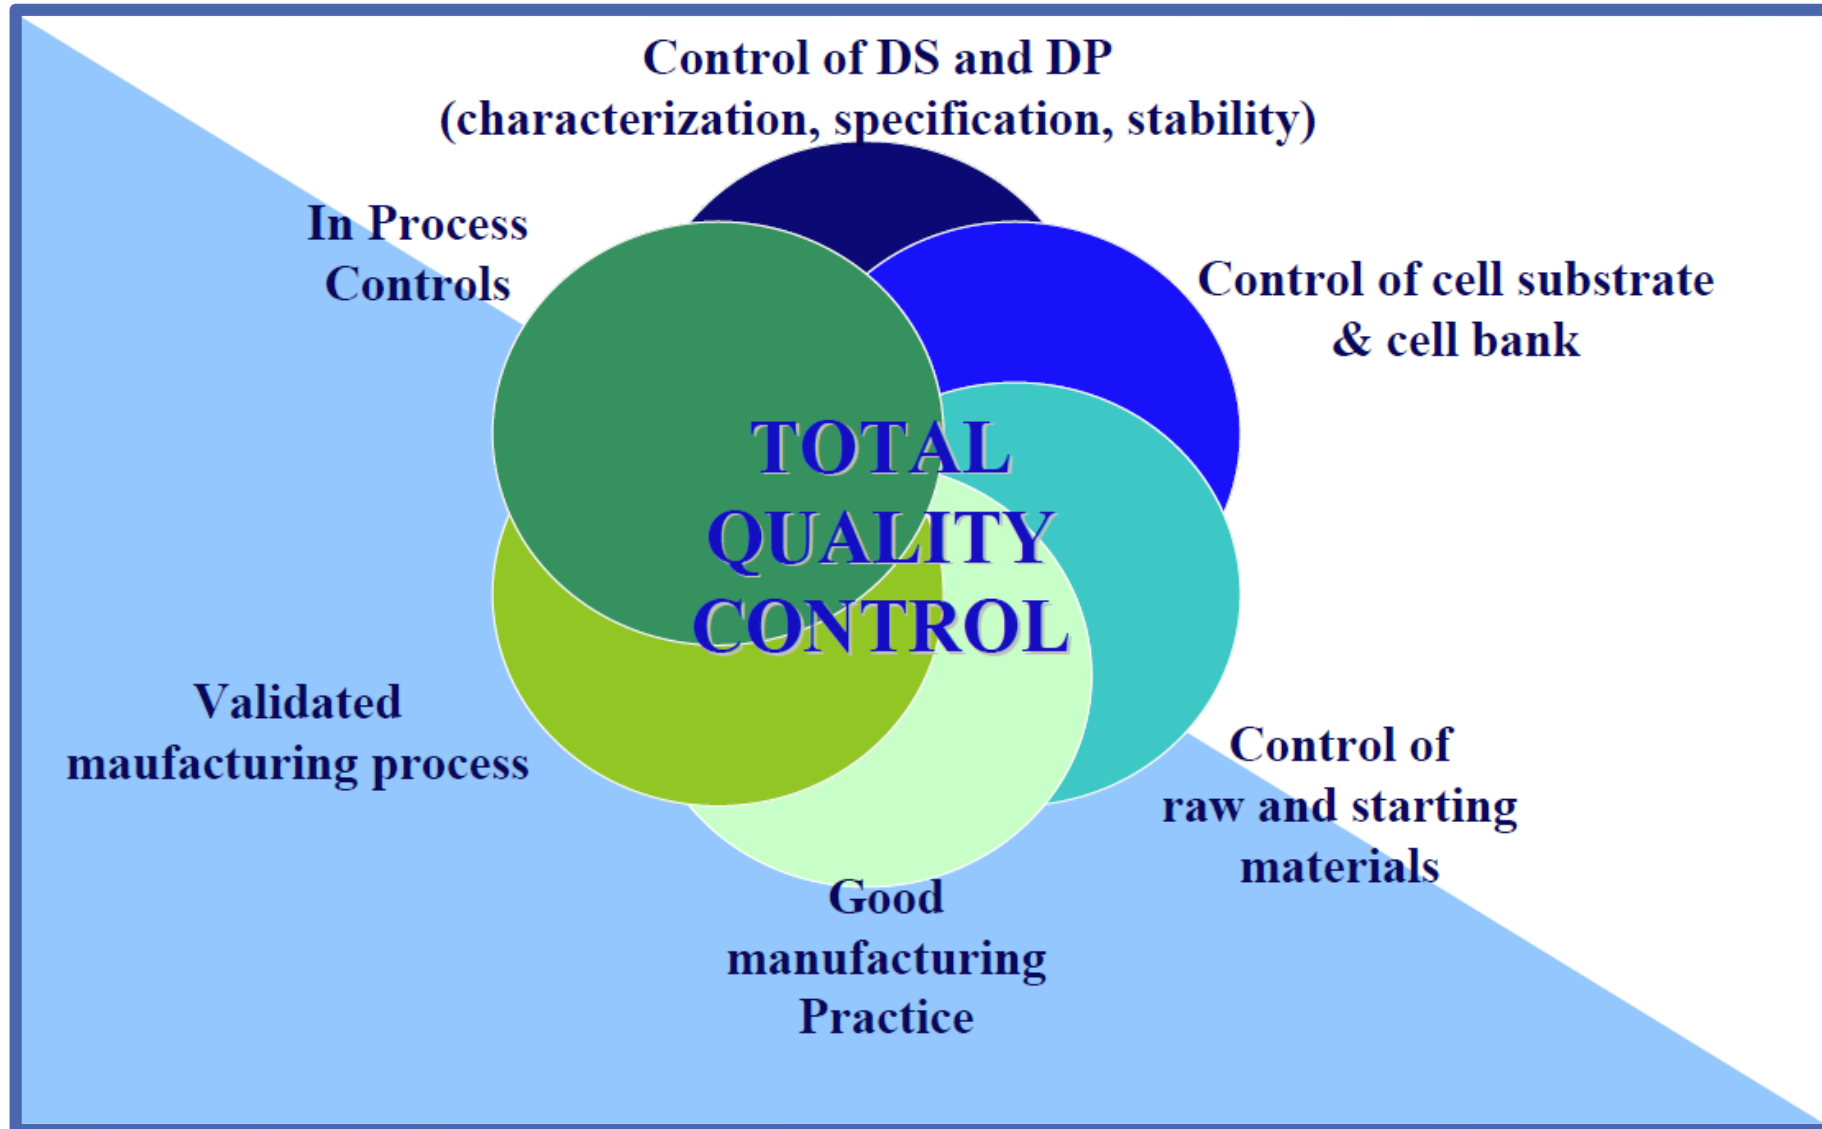 Control of DS and DP
(characterization, specification, stability)
In Process
Controls
Control of cell substrate
& cell bank
TOTAL
QUALITY
CONTROL
Validated
maufacturing process
Control of
raw and starting
materials
Good
manufacturing
Practice